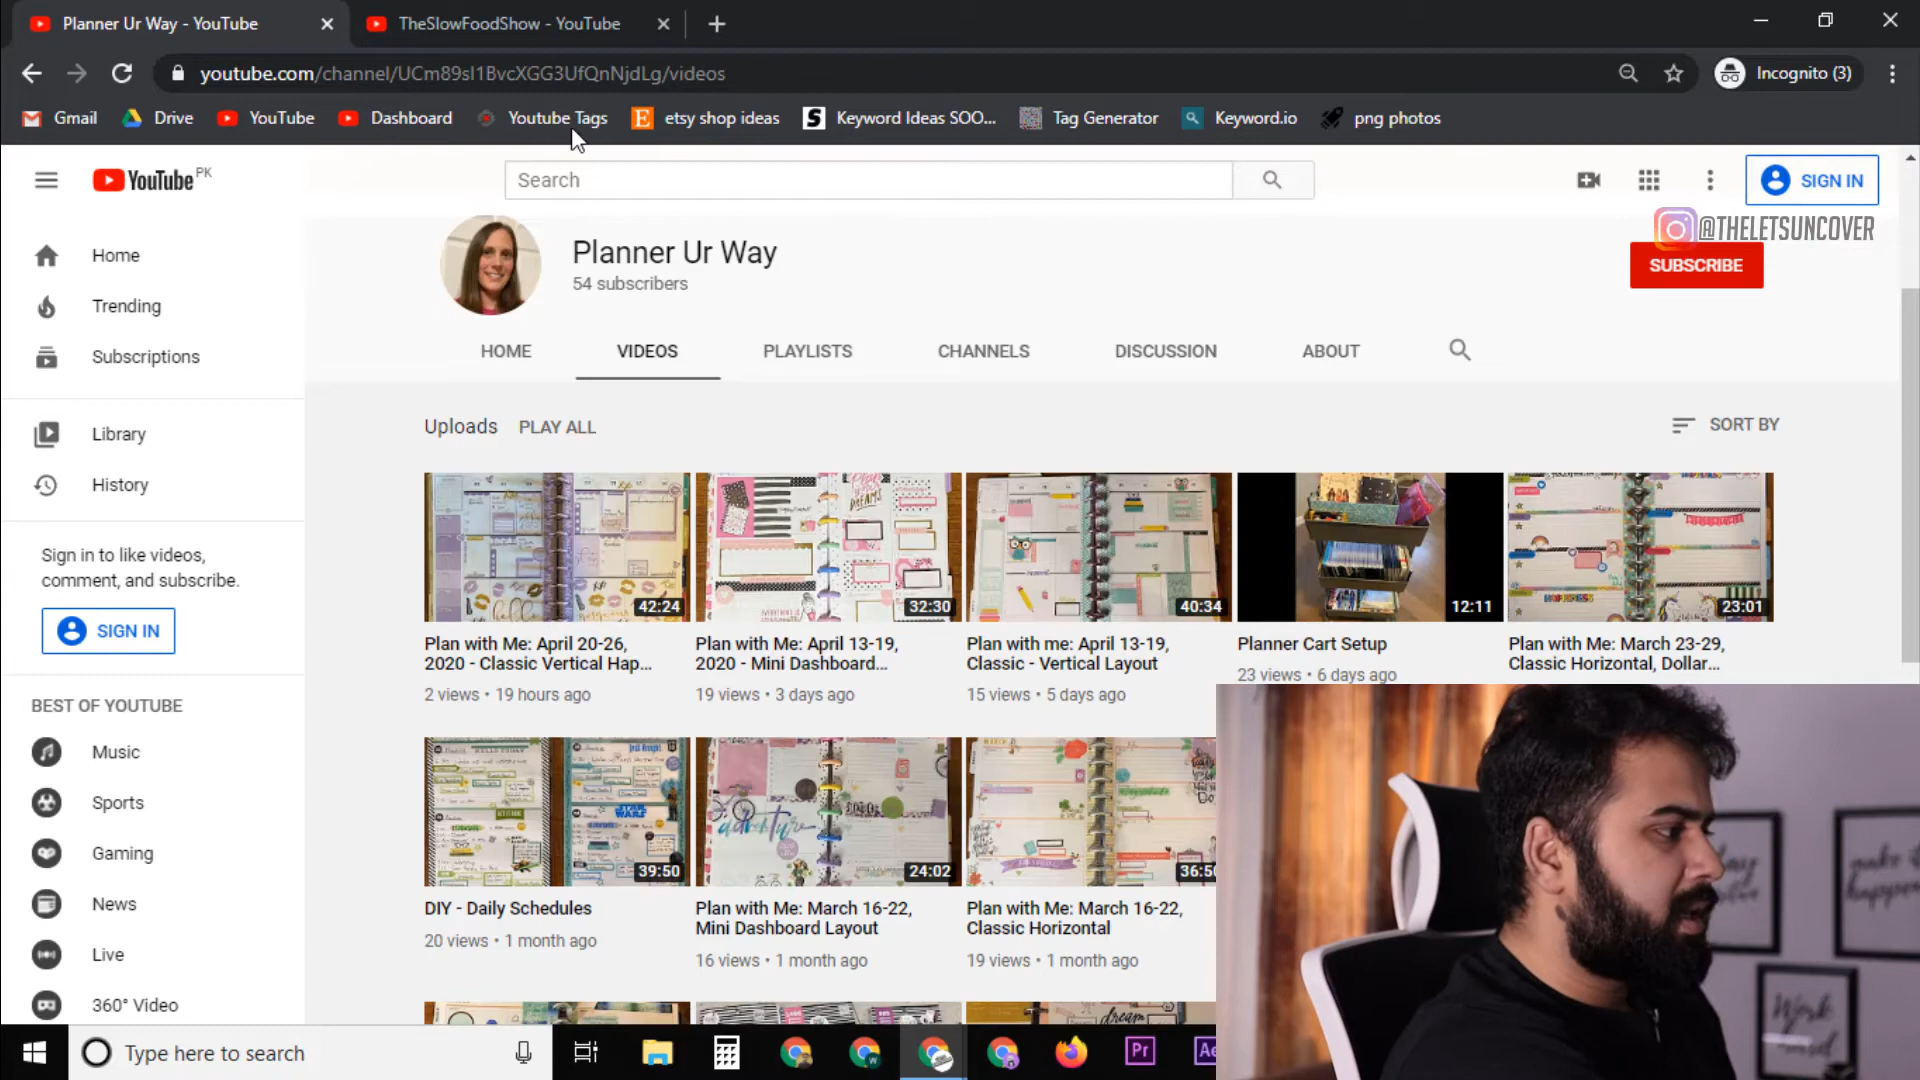 Planner Ur Way - YouTube
TheSlowFoodShow - YouTube
youtube.com/channel/UCm89sI1BvcXGG3UfQnNjdLg/videos
Incognito (3)
Gmail
Drive
YouTube
Dashboard
Youtube Tags
etsy shop ideas
Keyword Ideas SOO...
Tag Generator
Keyword.io
png photos
YouTube PK
Search
SIGN IN
@THELETSUNCOVER
Home
Trending
Subscriptions
Library
History
Sign in to like videos,
comment, and subscribe.
SIGN IN
BEST OF YOUTUBE
Music
Sports
Gaming
News
Live
360° Video
Planner Ur Way
54 subscribers
SUBSCRIBE
HOME
VIDEOS
PLAYLISTS
CHANNELS
DISCUSSION
ABOUT
Uploads
PLAY ALL
SORT BY
42:24
Plan with Me: April 20-26,
2020 - Classic Vertical Hap...
2 views • 19 hours ago
32:30
Plan with Me: April 13-19,
2020 - Mini Dashboard...
19 views • 3 days ago
40:34
Plan with me: April 13-19,
Classic - Vertical Layout
15 views • 5 days ago
12:11
Planner Cart Setup
23 views • 6 days ago
23:01
Plan with Me: March 23-29,
Classic Horizontal, Dollar...
39:50
DIY - Daily Schedules
20 views • 1 month ago
adventure
24:02
Plan with Me: March 16-22,
Mini Dashboard Layout
16 views • 1 month ago
36:50
Plan with Me: March 16-22,
Classic Horizontal
19 views • 1 month ago
dream
Type here to search
Pr
Ae
Work